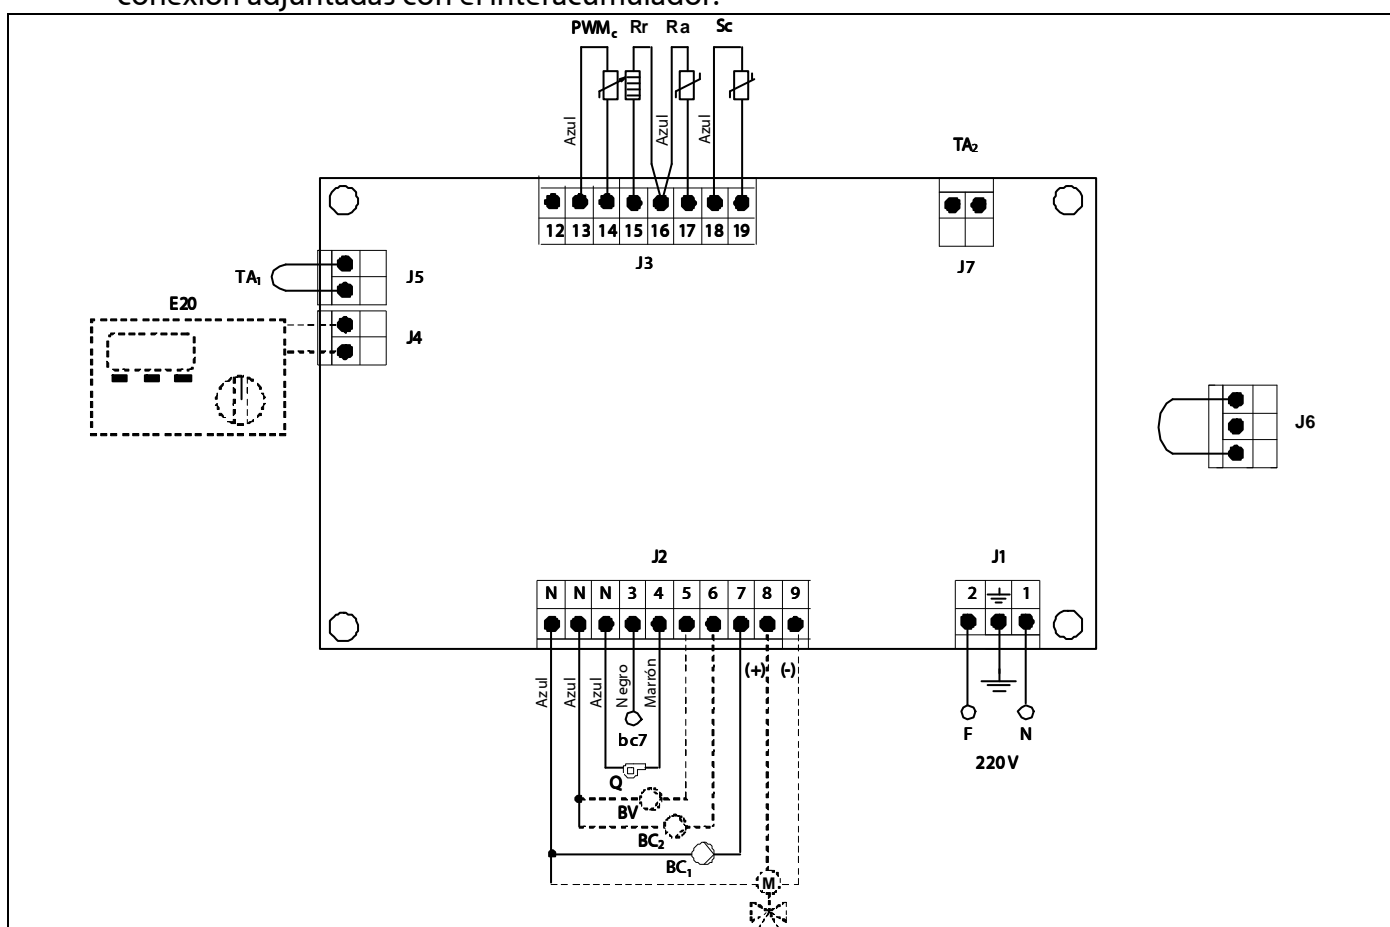 conexión adjuntadas con el interacumulador.
PWMc Rr Ra Sc
Azul Azul Azul
TA2
12 13 14 15 16 17 18 19
J3
J7
TA1
J5
E20
J4
J6
J2
J1
N N N 3 4 5 6 7 8 9
2 1
Azul Azul Azul Negro Marrón (+) (-)
bc7
F N
220 V
Q
BV
BC2
BC1
M